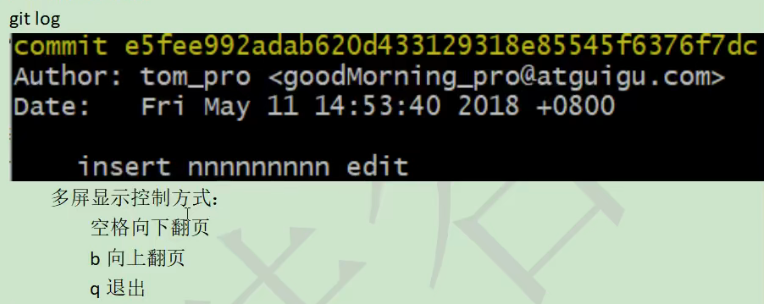 git log
commit e5fee992adab620d433129318e85545f6376f7dc
Author: tom_pro <goodMorning_pro@atguigu.com>
Date:   Fri May 11 14:53:40 2018 +0800
insert nnnnnnnnn edit
多屏显示控制方式:
空格向下翻页
b 向上翻页
q 退出